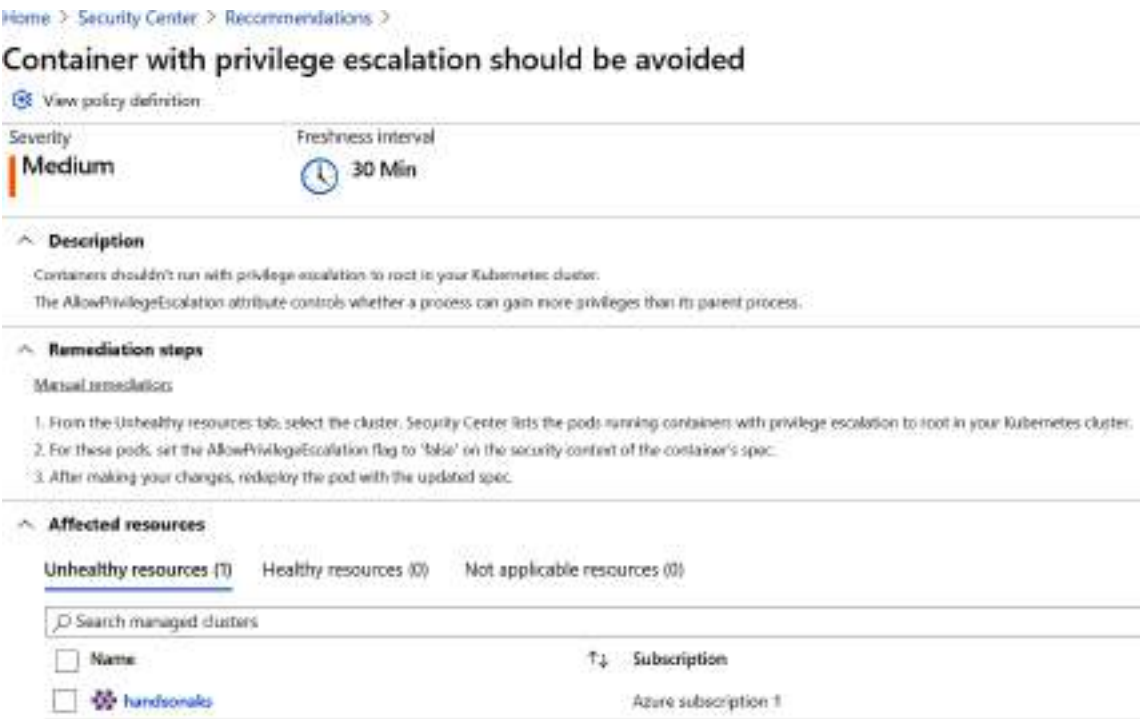 Home > Security Center > Recommendations >
Container with privilege escalation should be avoided
View policy definition
Severity
Freshness interval
Medium
30 Min
Description
Containers shouldn't run with privilege escalation to root in your Kubernetes cluster.
The AllowPrivilegeEscalation attribute controls whether a process can gain more privileges than its parent process.
Remediation steps
Manual remediation:
1. From the Unhealthy resources tab, select the cluster. Security Center lists the pods running containers with privilege escalation to root in your Kubernetes cluster.
2. For these pods, set the AllowPrivilegeEscalation flag to 'false' on the security context of the container's spec.
3. After making your changes, redeploy the pod with the updated spec.
Affected resources
Unhealthy resources (1) Healthy resources (0) Not applicable resources (0)
Search managed clusters
Name ↑↓ Subscription
handsonaks Azure subscription 1